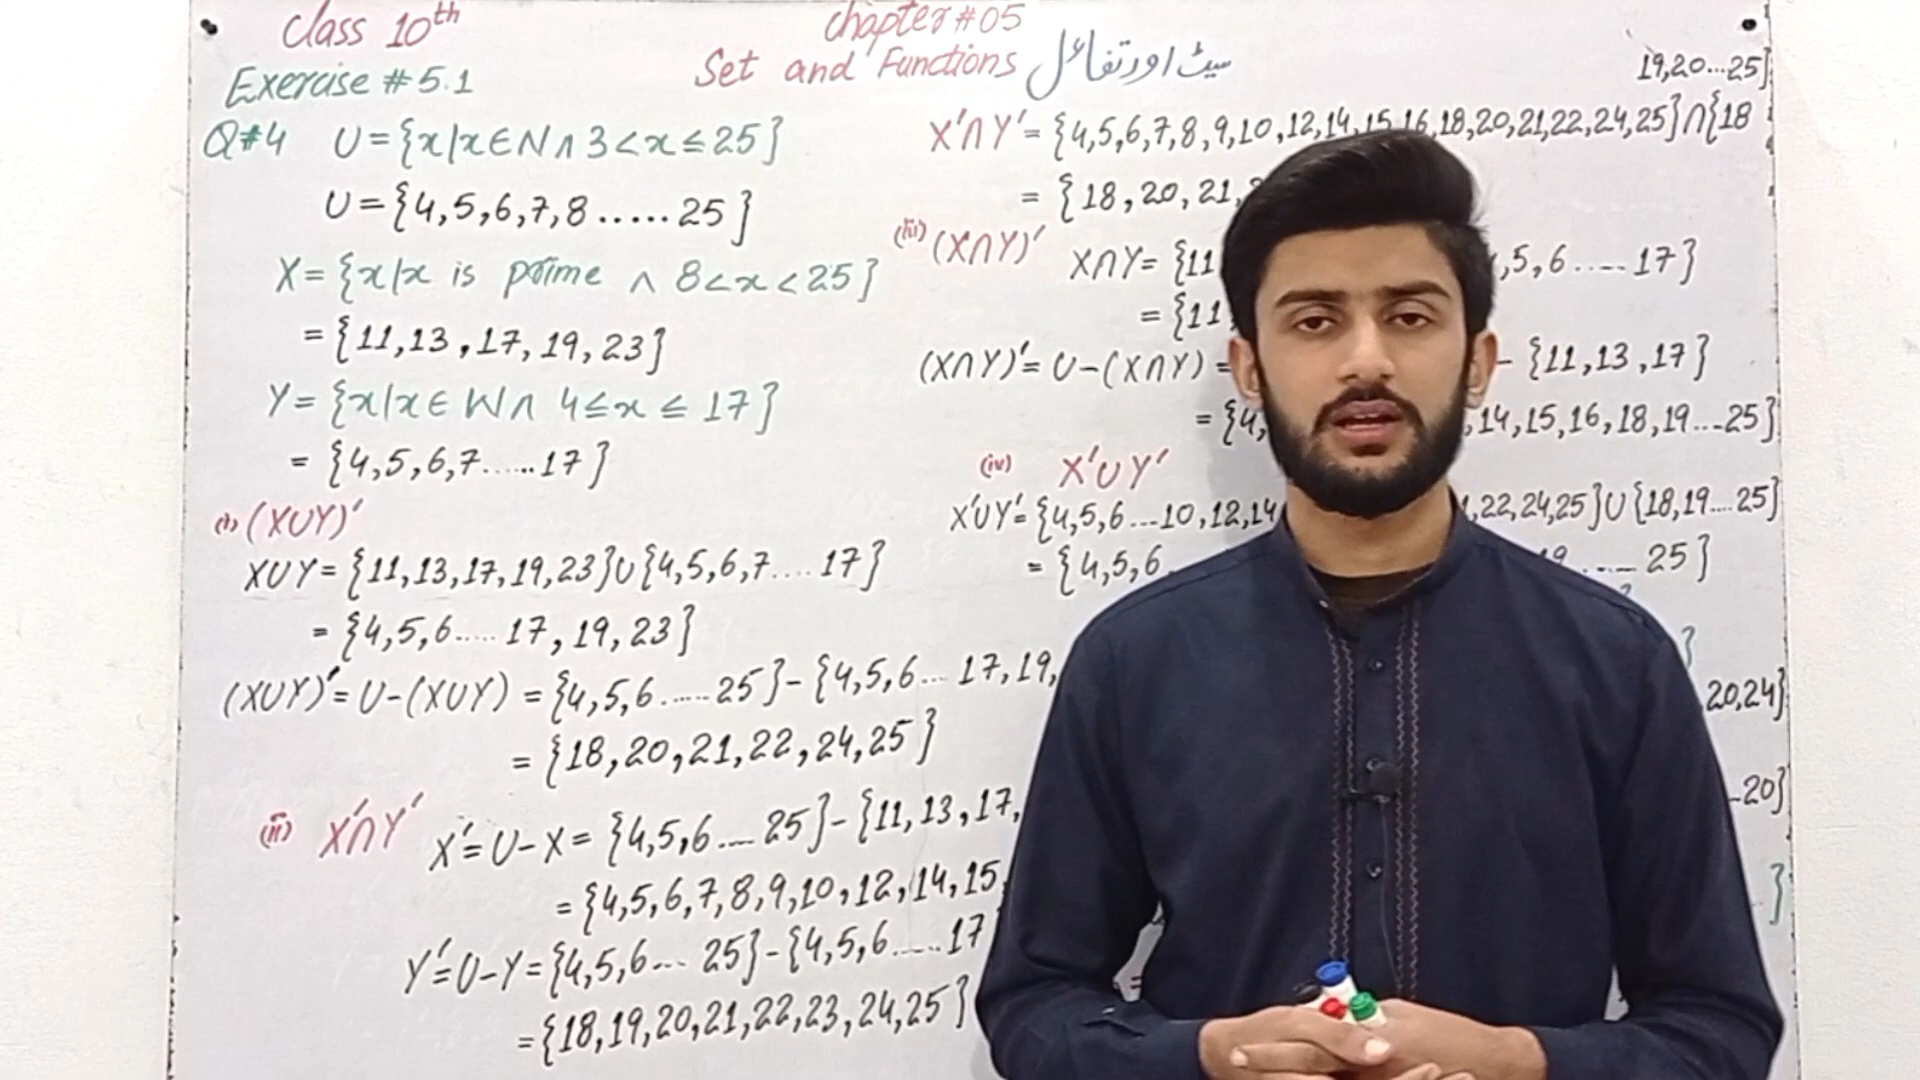 Class 10th
Exercise # 5.1
Chapter # 05
Set and Functions سیٹ اور تفائل
Q#4 U={x|x∈N∧3<x≤25}
U={4,5,6,7,8.....25}
X={x|x is prime ∧ 8<x<25}
={11,13,17,19,23}
Y={x|x∈W∧ 4≤x≤17}
= {4,5,6,7......17}
(i) (X∪Y)′
X∪Y={11,13,17,19,23}∪{4,5,6,7....17}
= {4,5,6..... 17,19,23}
(X∪Y)′=U-(X∪Y) = {4,5,6.....25}-{4,5,6... 17,19,
= {18,20,21,22,24,25}
(ii) X′∩Y′ X′=U-X= {4,5,6....25}-{11,13,17,
={4,5,6,7,8,9,10,12,14,15
Y′=U-Y={4,5,6... 25}-{4,5,6.....17
={18,19,20,21,22,23,24,25}
19,20...25}
X′∩Y′={4,5,6,7,8,9,10,12,14,15,16,18,20,21,22,24,25}∩{18
= {18,20,21,
(iii) (X∩Y)′ X∩Y= {11 ,5,6.....17}
= {11
(X∩Y)′= U-(X∩Y) = - {11,13,17}
= {4, ,14,15,16,18,19...25}
(iv) X′∪Y′
X′∪Y′={4,5,6...10,12,14 ,22,24,25}∪{18,19....25}
= {4,5,6 25}
20,24}
-20}
}